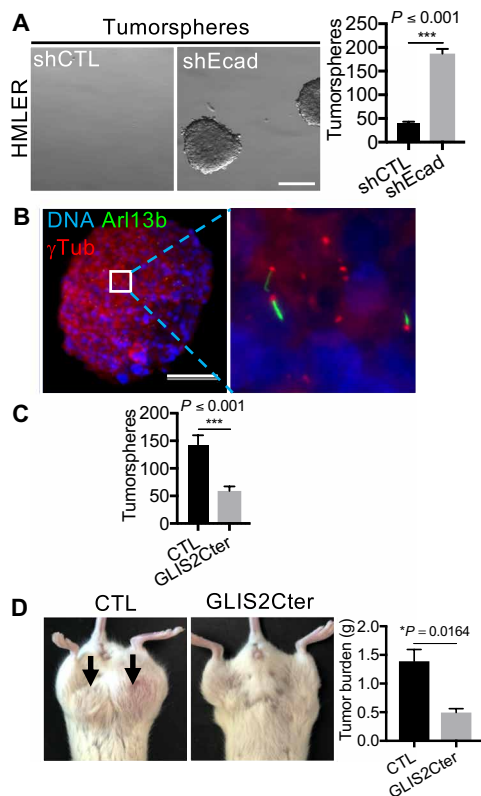 A
Tumorspheres
shCTL
shEcad
HMLER
P ≤ 0.001
***
Tumorspheres
250
200
150
100
50
0
shCTL
shEcad
B
DNA Arl13b
γTub
C
P ≤ 0.001
***
Tumorspheres
200
150
100
50
0
CTL
GLIS2Cter
D
CTL
GLIS2Cter
*P = 0.0164
Tumor burden (g)
2.0
1.5
1.0
0.5
0.0
CTL
GLIS2Cter